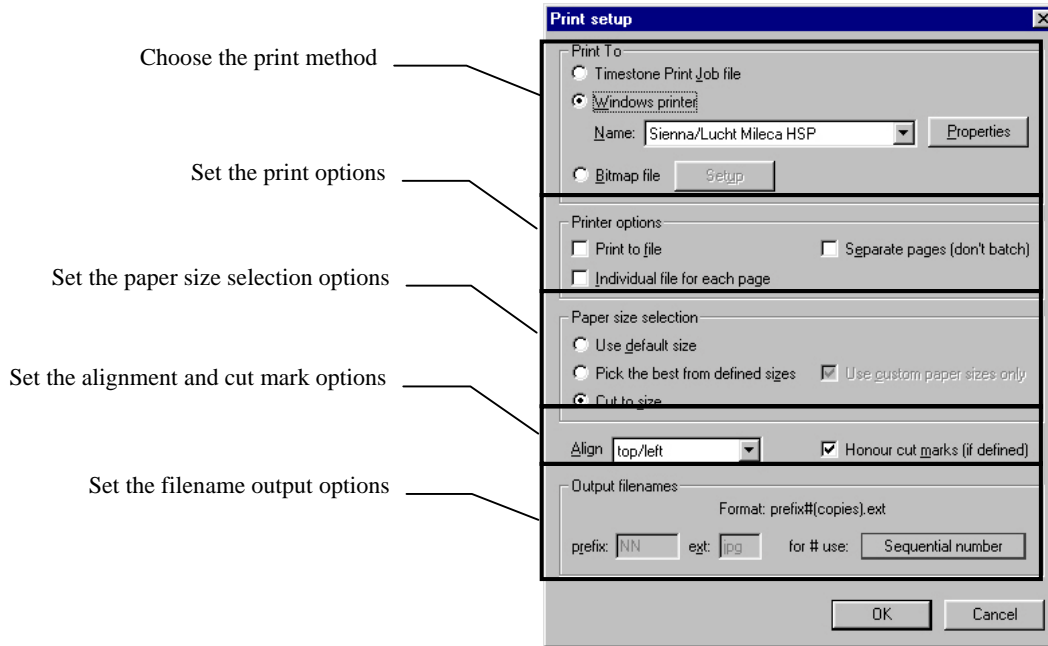 Print setup
Choose the print method
Print To
Timestone Print Job file
Windows printer
Name: Sienna/Lucht Mileca HSP Properties
Bitmap file Setup
Set the print options
Printer options
Print to file Separate pages (don't batch)
Individual file for each page
Set the paper size selection options
Paper size selection
Use default size
Pick the best from defined sizes Use custom paper sizes only
Cut to size
Set the alignment and cut mark options
Align top/left Honour cut marks (if defined)
Set the filename output options
Output filenames
Format: prefix#(copies).ext
prefix: NN ext: jpg for # use: Sequential number
OK Cancel